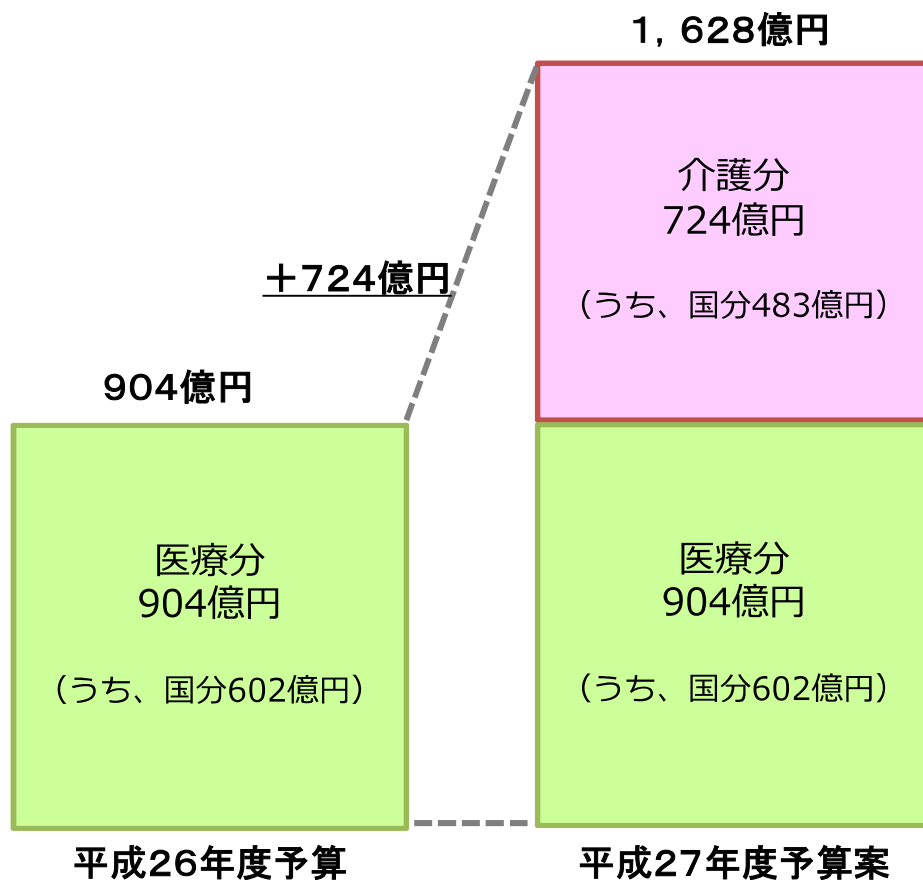 1,628億円
介護分
724億円
（うち、国分483億円）
＋724億円
904億円
医療分
904億円
（うち、国分602億円）
医療分
904億円
（うち、国分602億円）
平成26年度予算
平成27年度予算案